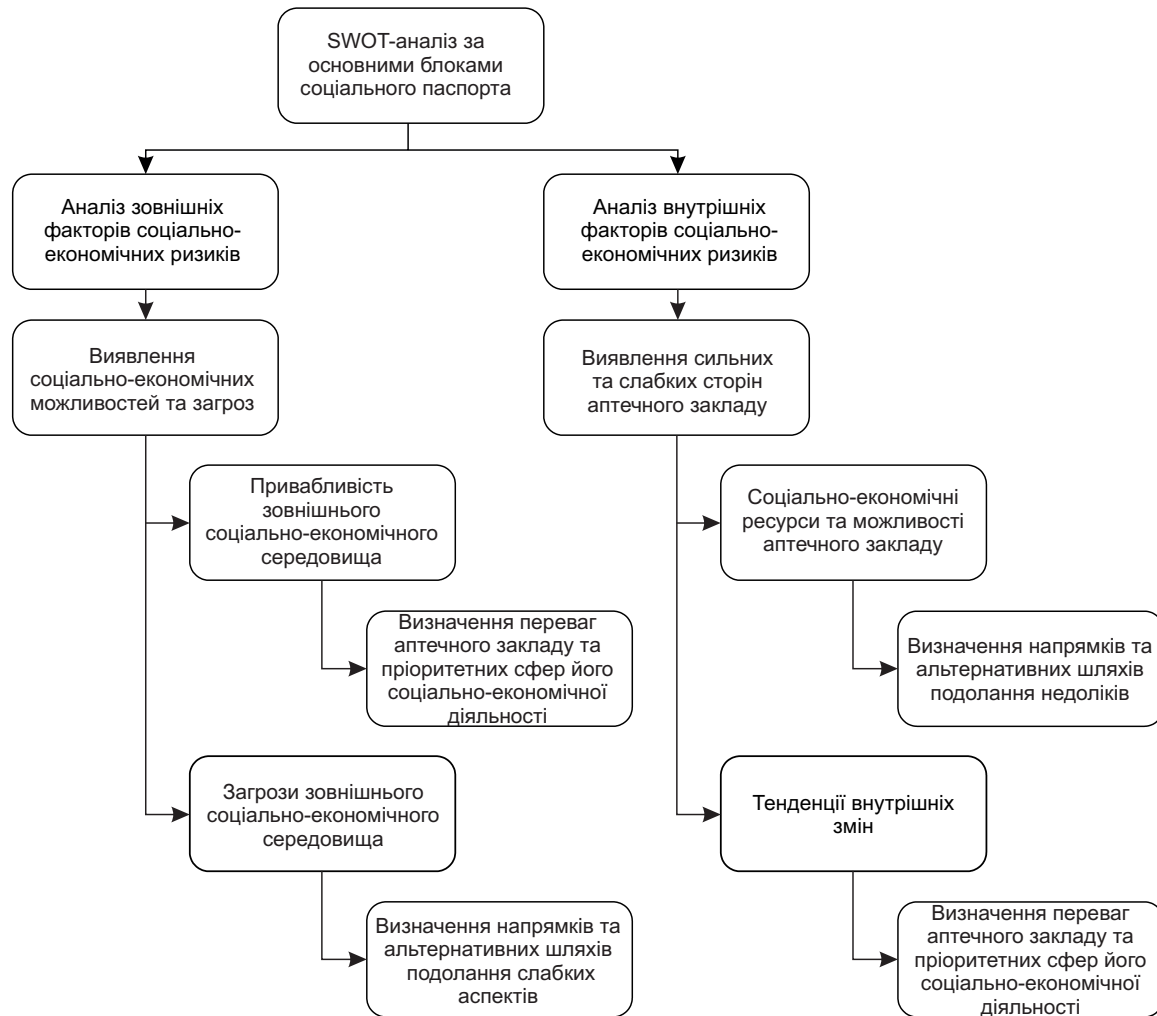 SWOT-аналіз за
основними блоками
соціального паспорта
Аналіз зовнішніх
факторів соціально-
економічних ризиків
Аналіз внутрішніх
факторів соціально-
економічних ризиків
Виявлення
соціально-економічних
можливостей та загроз
Виявлення сильних
та слабких сторін
аптечного закладу
Привабливість
зовнішнього
соціально-економічного
середовища
Соціально-економічні
ресурси та можливості
аптечного закладу
Визначення переваг
аптечного закладу та
пріоритетних сфер його
соціально-економічної
діяльності
Визначення напрямків та
альтернативних шляхів
подолання недоліків
Загрози зовнішнього
соціально-економічного
середовища
Тенденції внутрішніх
змін
Визначення напрямків та
альтернативних шляхів
подолання слабких
аспектів
Визначення переваг
аптечного закладу та
пріоритетних сфер його
соціально-економічної
діяльності